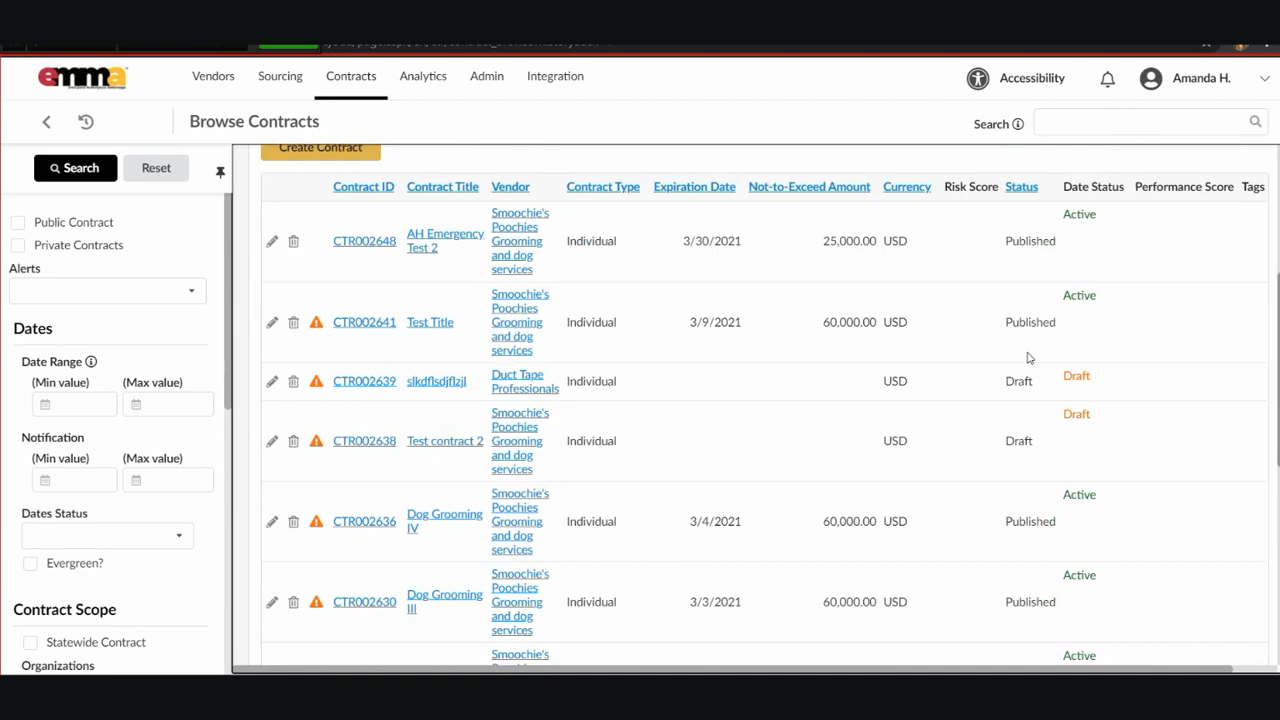 emma
Vendors Sourcing Contracts Analytics Admin Integration Accessibility Amanda H.
Browse Contracts Search
Search Reset
Public Contract
Private Contracts
Alerts
Dates
Date Range
(Min value) (Max value)
Notification
(Min value) (Max value)
Dates Status
Evergreen?
Contract Scope
Statewide Contract
Organizations
Create Contract
Contract ID Contract Title Vendor Contract Type Expiration Date Not-to-Exceed Amount Currency Risk Score Status Date Status Performance Score Tags
CTR002648 AH Emergency Test 2 Smoochie's Poochies Grooming and dog services Individual 3/30/2021 25,000.00 USD Published Active
CTR002641 Test Title Smoochie's Poochies Grooming and dog services Individual 3/9/2021 60,000.00 USD Published Active
CTR002639 slkdflsdjflzjl Duct Tape Professionals Individual USD Draft Draft
CTR002638 Test contract 2 Smoochie's Poochies Grooming and dog services Individual USD Draft Draft
CTR002636 Dog Grooming IV Smoochie's Poochies Grooming and dog services Individual 3/4/2021 60,000.00 USD Published Active
CTR002630 Dog Grooming III Smoochie's Poochies Grooming and dog services Individual 3/3/2021 60,000.00 USD Published Active
Smoochie's Active